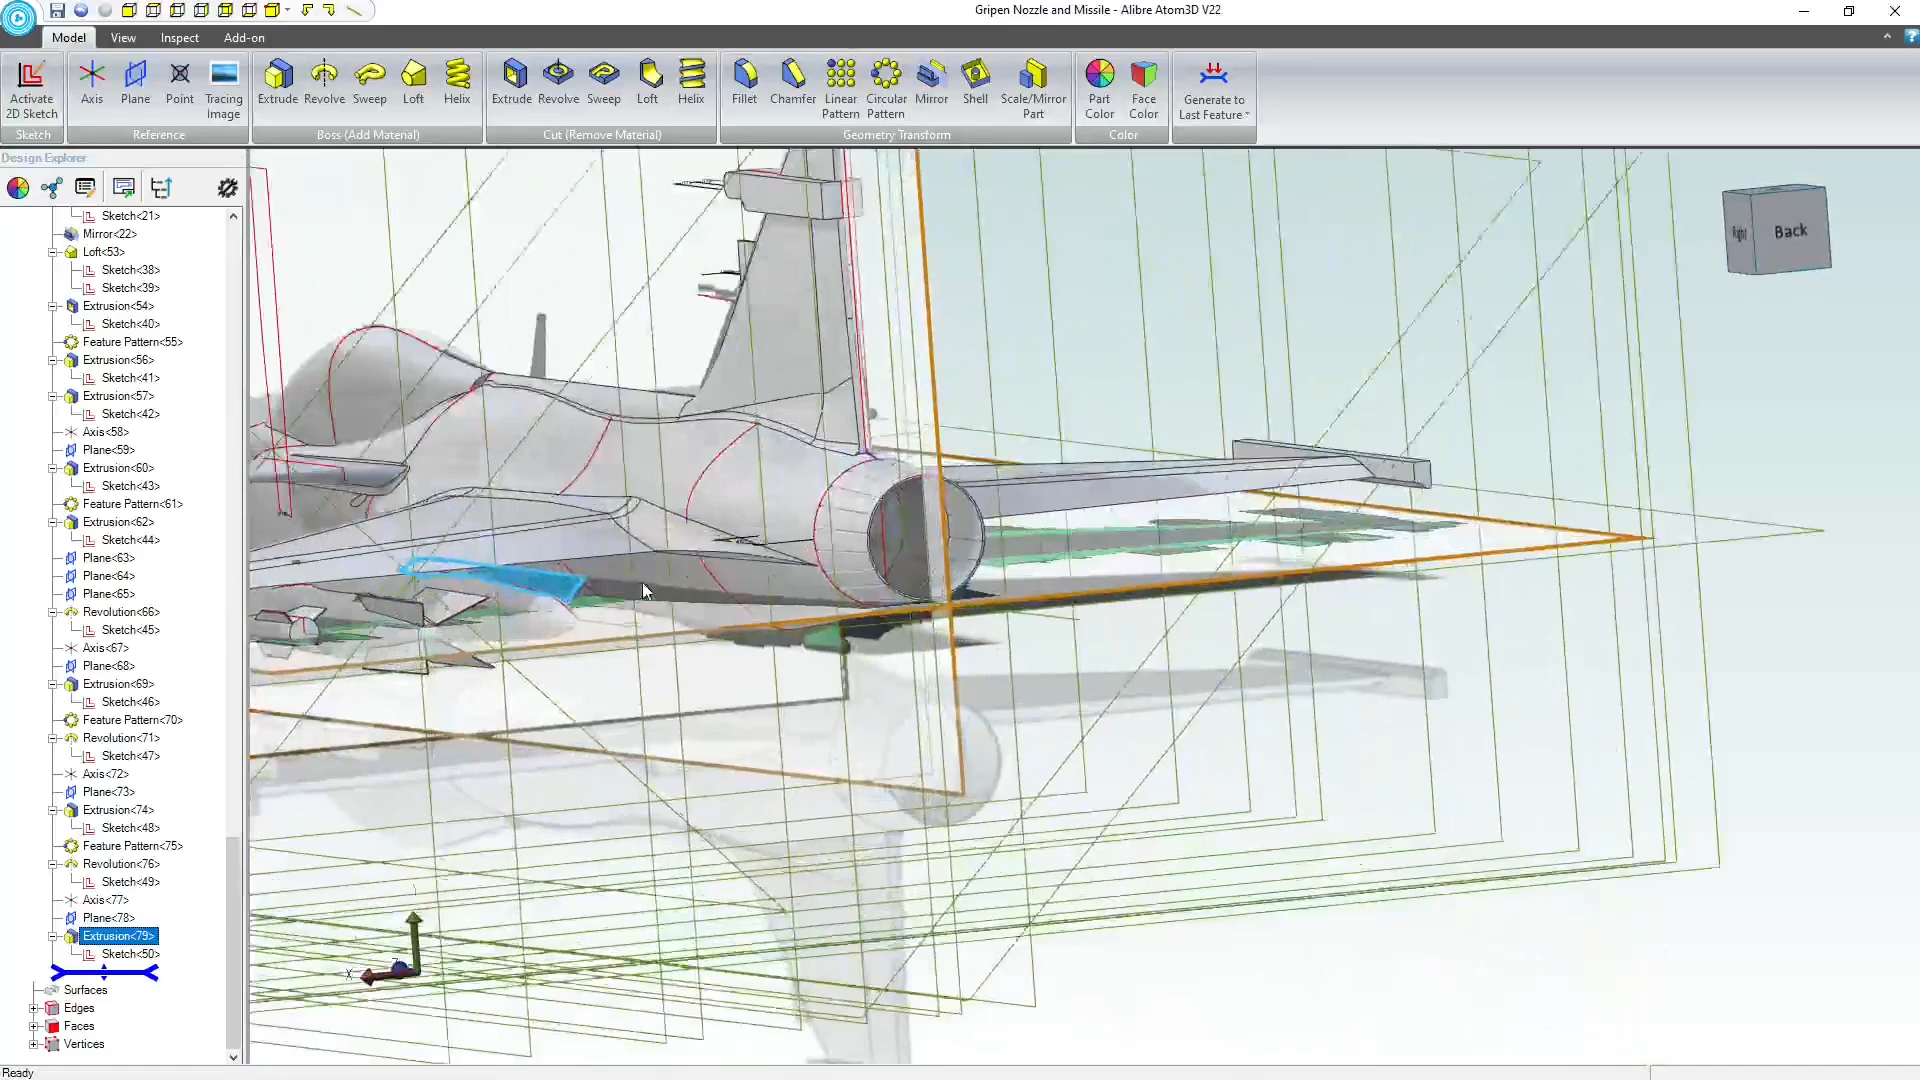 Gripen Nozzle and Missile - Alibre Atom3D V22
Model View Inspect Add-on
Activate 2D Sketch
Axis Plane Point Tracing Image
Extrude Revolve Sweep Loft Helix
Extrude Revolve Sweep Loft Helix
Fillet Chamfer Linear Pattern Circular Pattern Mirror Shell Scale/Mirror Part
Part Color Face Color
Generate to Last Feature
Sketch Reference Boss (Add Material) Cut (Remove Material) Geometry Transform Color
Design Explorer
Sketch<21>
Mirror<22>
Loft<53>
Sketch<38>
Sketch<39>
Extrusion<54>
Sketch<40>
Feature Pattern<55>
Extrusion<56>
Sketch<41>
Extrusion<57>
Sketch<42>
Axis<58>
Plane<59>
Extrusion<60>
Sketch<43>
Feature Pattern<61>
Extrusion<62>
Sketch<44>
Plane<63>
Plane<64>
Plane<65>
Revolution<66>
Sketch<45>
Axis<67>
Plane<68>
Extrusion<69>
Sketch<46>
Feature Pattern<70>
Revolution<71>
Sketch<47>
Axis<72>
Plane<73>
Extrusion<74>
Sketch<48>
Feature Pattern<75>
Revolution<76>
Sketch<49>
Axis<77>
Plane<78>
Extrusion<79>
Sketch<50>
Surfaces
Edges
Faces
Vertices
Right Back
X
Z
Ready